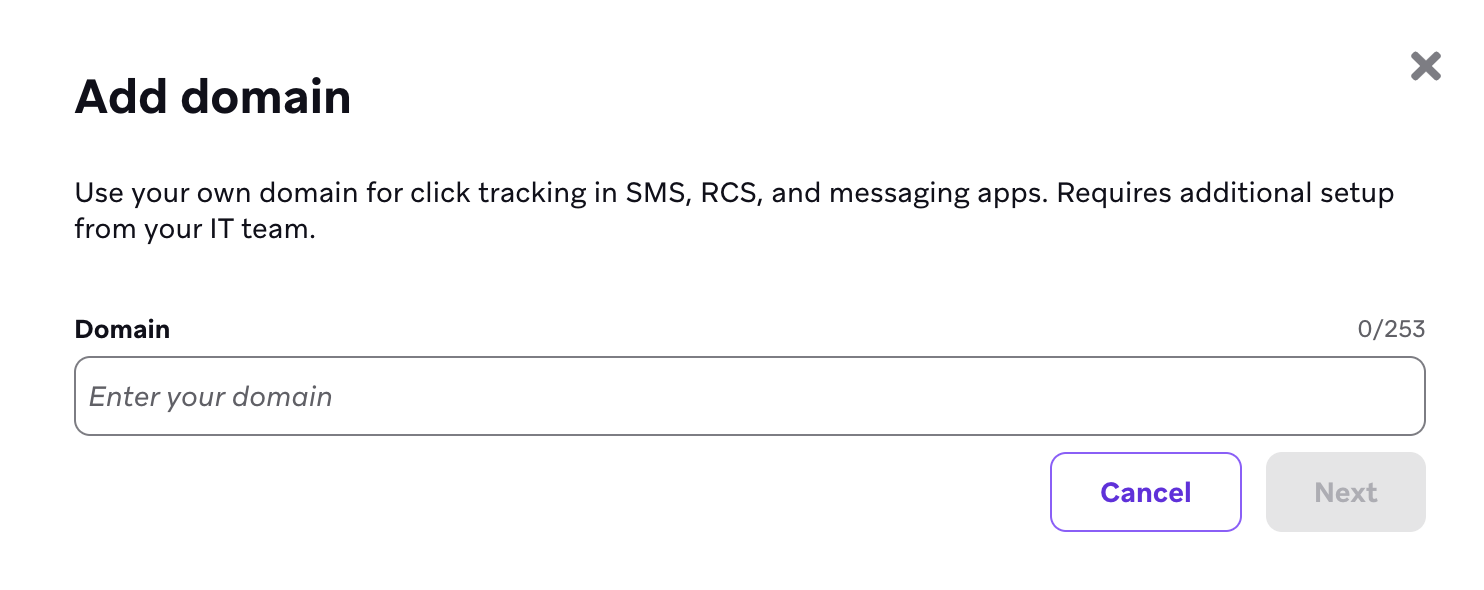 Add domain
Use your own domain for click tracking in SMS, RCS, and messaging apps. Requires additional setup
from your IT team.
Domain
0/253
Enter your domain
Cancel
Next